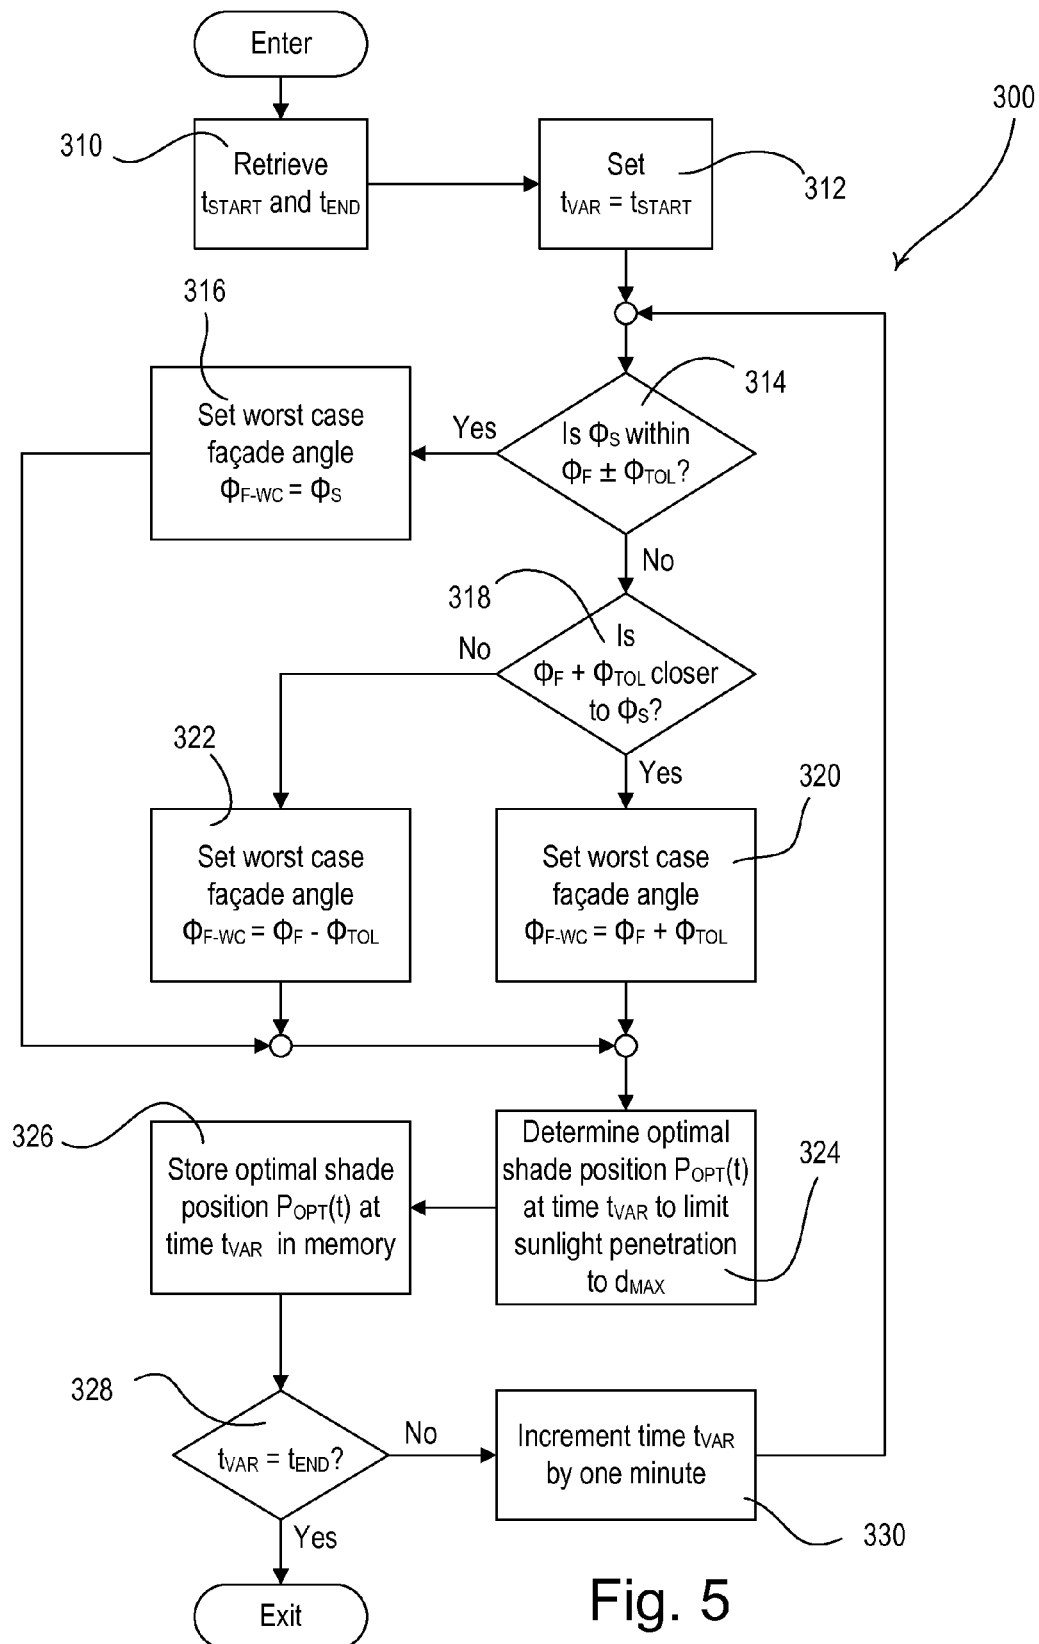 Enter
300
310
Retrieve
tSTART and tEND
Set
tVAR = tSTART
312
316
Set worst case
façade angle
ΦF-WC = ΦS
Yes
314
Is ΦS within
ΦF ± ΦTOL?
No
318
No
Is
ΦF + ΦTOL closer
to ΦS?
Yes
322
320
Set worst case
façade angle
ΦF-WC = ΦF - ΦTOL
Set worst case
façade angle
ΦF-WC = ΦF + ΦTOL
326
Store optimal shade
position POPT(t) at
time tVAR in memory
Determine optimal
shade position POPT(t)
at time tVAR to limit
sunlight penetration
to dMAX
324
328
tVAR = tEND?
No
Increment time tVAR
by one minute
330
Yes
Exit
Fig. 5